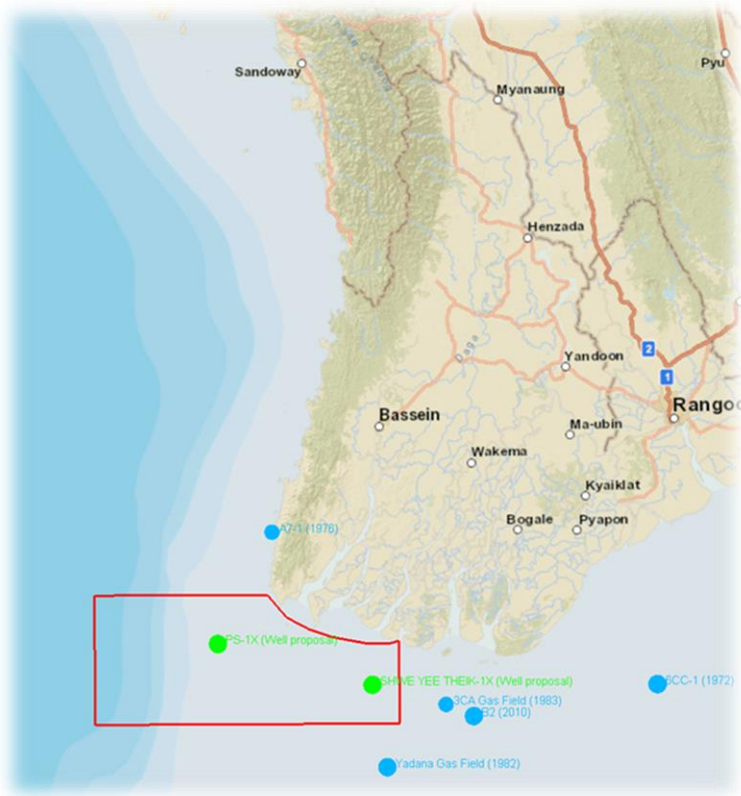 Sandoway
Pyu
Myanaung
Henzada
2
Daga
Yandoon
1
Bassein
Rangoo
Ma-ubin
Wakema
Kyaiklat
Bogale
Pyapon
A7-1 (1976)
PS-1X (Well proposal)
SHWE YEE THEIK-1X (Well proposal)
SCC-1 (1972)
3CA Gas Field (1983)
B2 (2010)
Yadana Gas Field (1982)